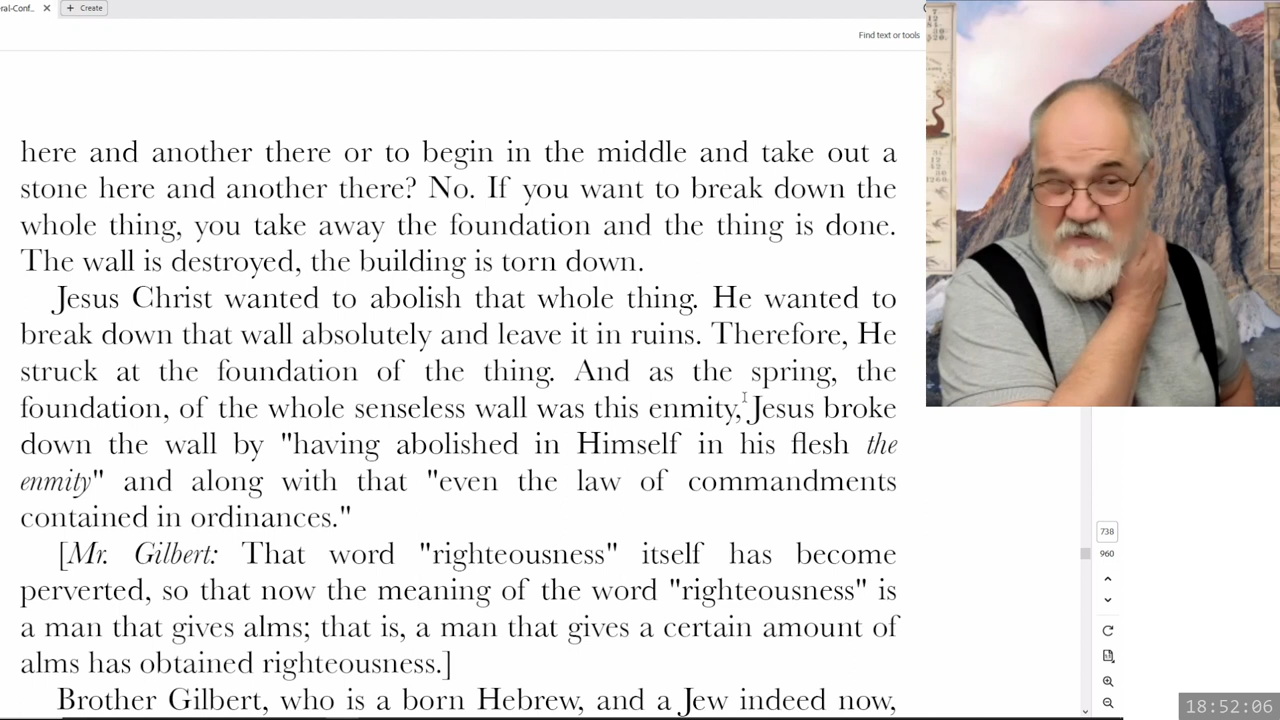 ral-Conf..
Create
Find text or tools
here and another there or to begin in the middle and take out a
stone here and another there? No. If you want to break down the
whole thing, you take away the foundation and the thing is done.
The wall is destroyed, the building is torn down.
Jesus Christ wanted to abolish that whole thing. He wanted to
break down that wall absolutely and leave it in ruins. Therefore, He
struck at the foundation of the thing. And as the spring, the
foundation, of the whole senseless wall was this enmity, Jesus broke
down the wall by "having abolished in Himself in his flesh the
enmity" and along with that "even the law of commandments
contained in ordinances."
[Mr. Gilbert: That word "righteousness" itself has become
perverted, so that now the meaning of the word "righteousness" is
a man that gives alms; that is, a man that gives a certain amount of
alms has obtained righteousness.]
Brother Gilbert, who is a born Hebrew, and a Jew indeed now,
738
960
18:52:06